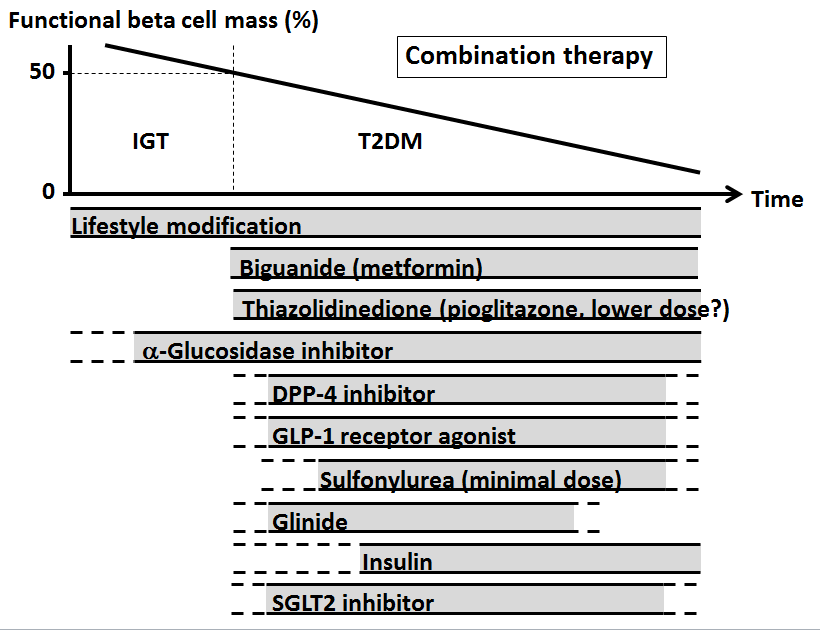 Functional beta cell mass (%)
Combination therapy
50
IGT
T2DM
0
Time
Lifestyle modification
Biguanide (metformin)
Thiazolidinedione (pioglitazone, lower dose?)
α-Glucosidase inhibitor
DPP-4 inhibitor
GLP-1 receptor agonist
Sulfonylurea (minimal dose)
Glinide
Insulin
SGLT2 inhibitor